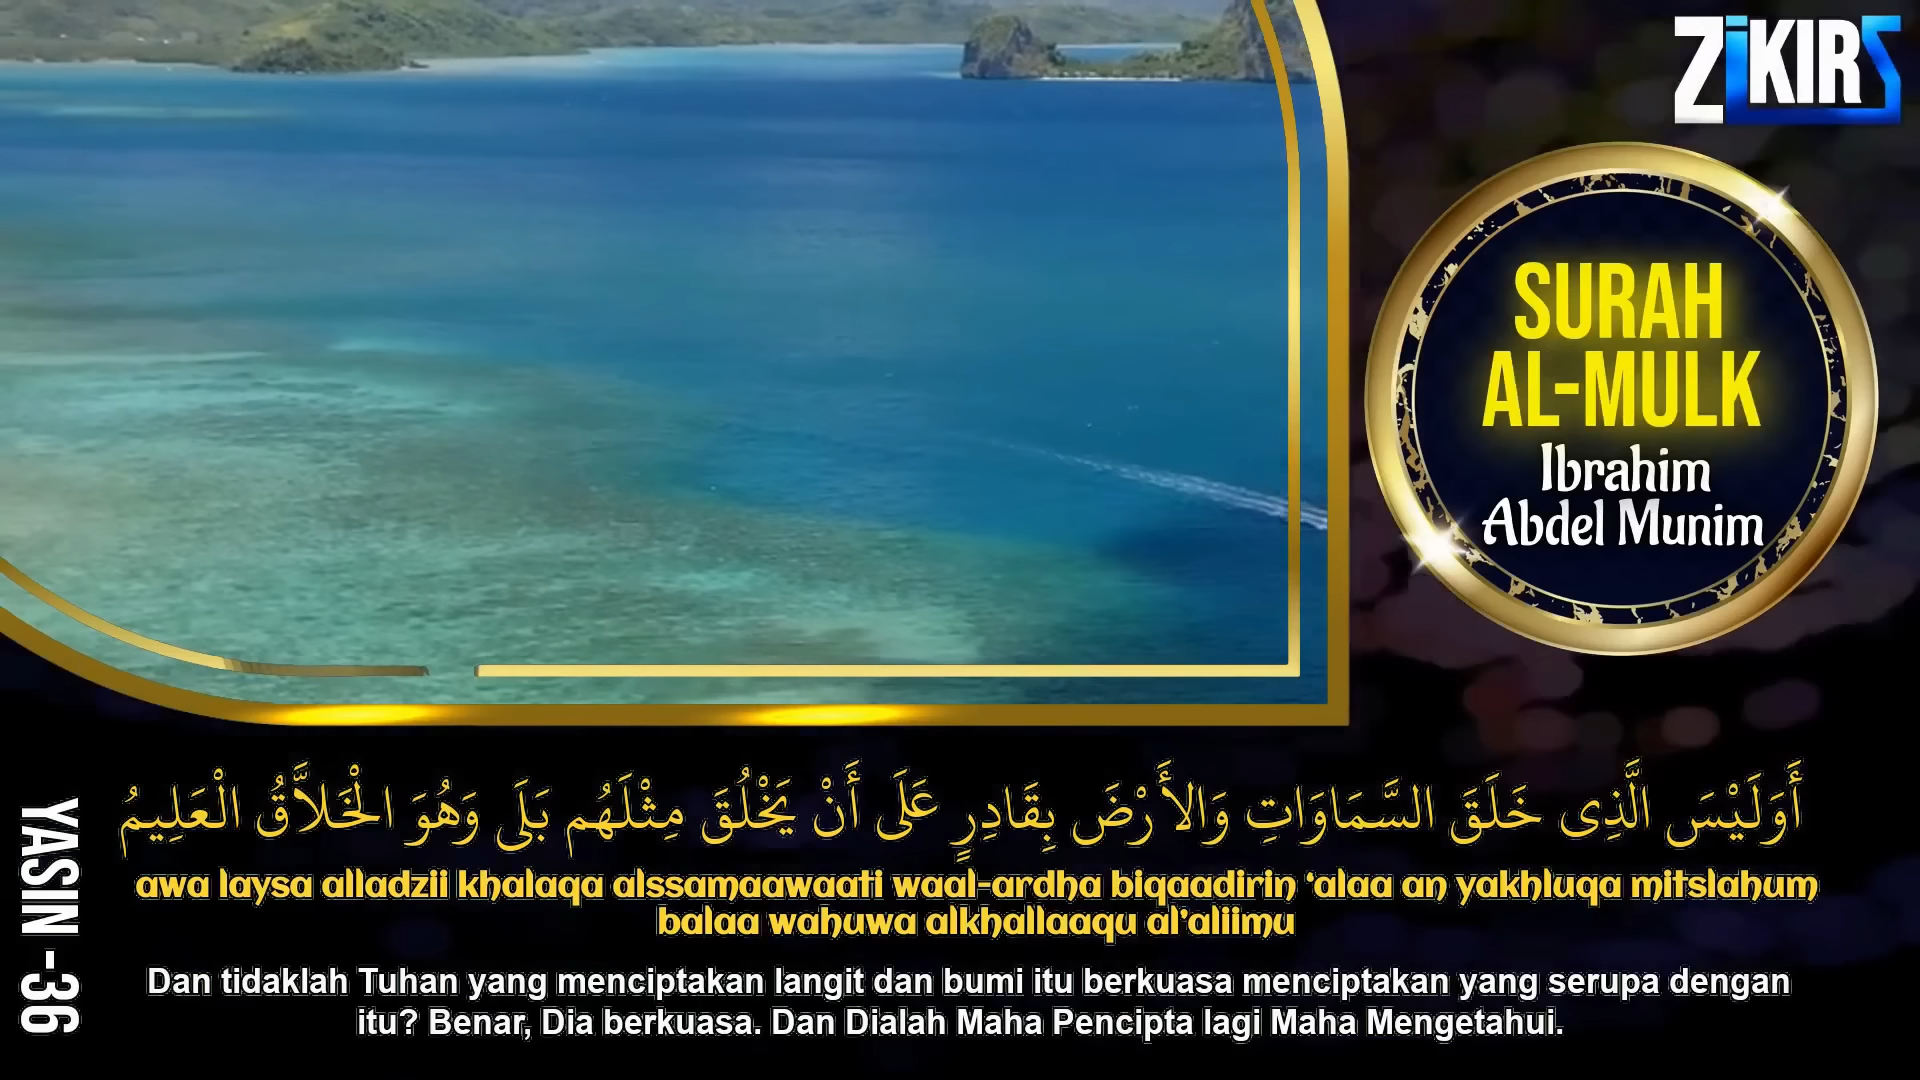 ZiKIRS
SURAH
AL-MULK
Ibrahim
Abdel Munim
أَوَلَيْسَ الَّذِى خَلَقَ السَّمَاوَاتِ وَالأَرْضَ بِقَادِرٍ عَلَى أَنْ يَخْلُقَ مِثْلَهُم بَلَى وَهُوَ الْخَلاَّقُ الْعَلِيمُ
awa laysa alladzii khalaqa alssamaawaati waal-ardha biqaadirin ‘alaa an yakhluqa mitslahum
balaa wahuwa alkhallaaqu al’aliimu
Dan tidaklah Tuhan yang menciptakan langit dan bumi itu berkuasa menciptakan yang serupa dengan
itu? Benar, Dia berkuasa. Dan Dialah Maha Pencipta lagi Maha Mengetahui.
YASIN -36